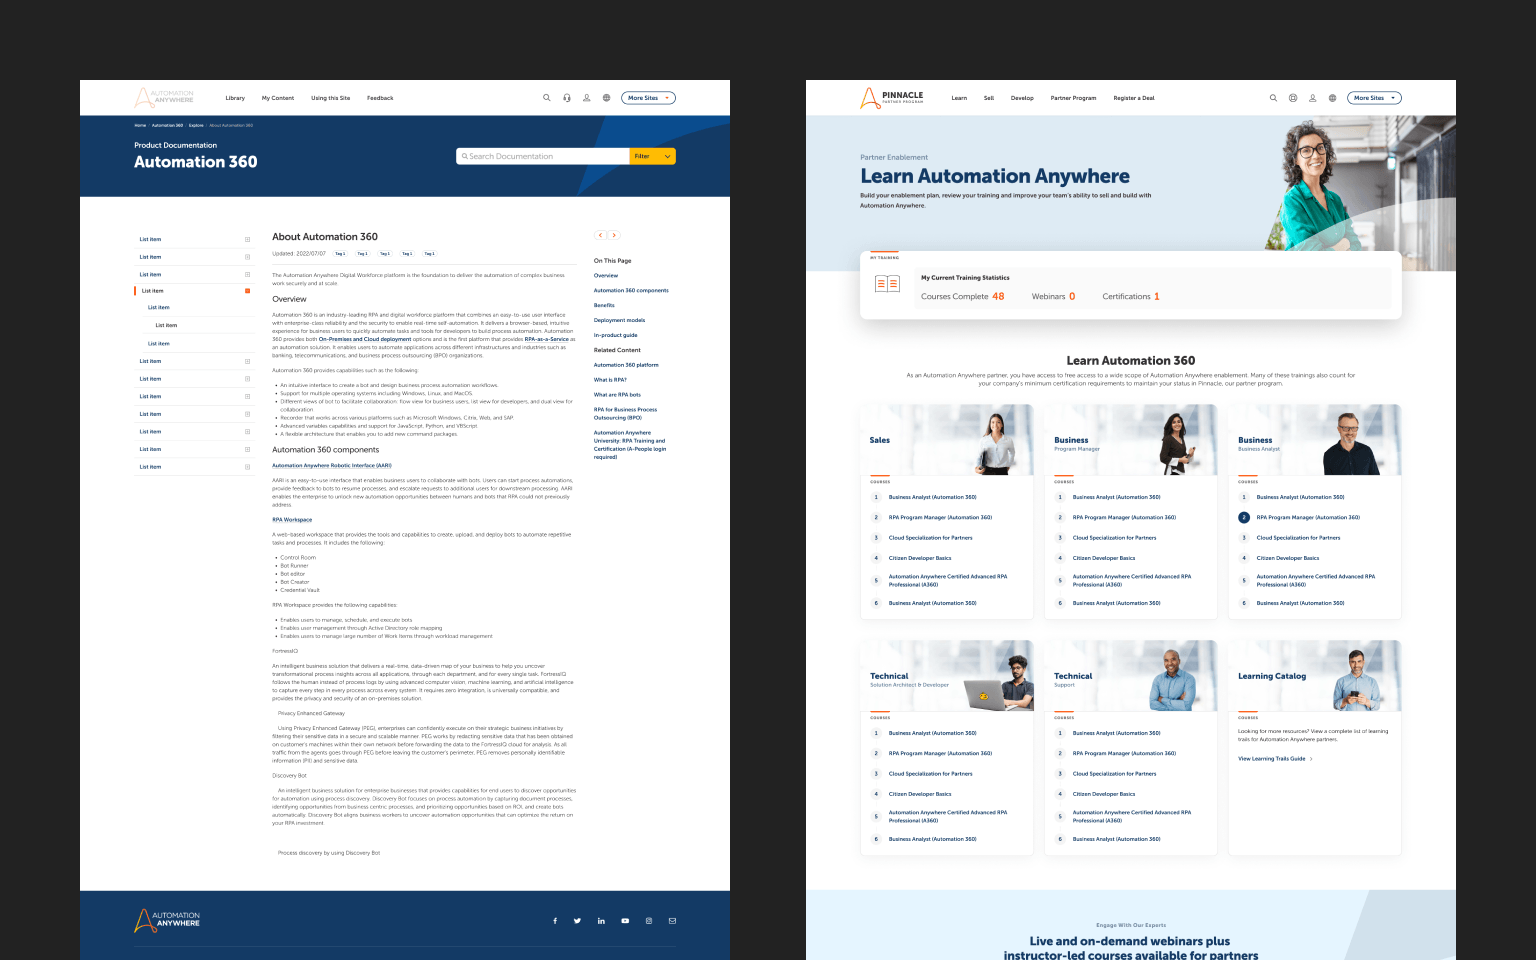 AUTOMATION
ANYWHERE
Library
My Content
Using this Site
Feedback
More Sites
Home
Automation 360
Explore
About Automation 360
Product Documentation
Automation 360
Search Documentation
Filter
List item
List item
List item
List item
List item
List item
List item
List item
List item
List item
List item
List item
List item
List item
About Automation 360
Updated: 2022/07/07
Tag 1
Tag 1
Tag 1
Tag 1
Tag 1
The Automation Anywhere Digital Workforce platform is the foundation to deliver the automation of complex business
work securely and at scale
Overview
Automation 360 is an industry-leading RPA and digital workforce platform that combines an easy-to-use user interface
with enterprise-class reliability and the security to enable real-time self-automation. It delivers a browser-based, intuitive
experience for business users to quickly automate tasks and tools for developers to build process automation. Automation
360 provides both On-Premises and Cloud deployment options and is the first platform that provides RPA-as-a-Service as
an automation solution. It enables users to automate applications across different infrastructures and industries such as
banking, telecommunications, and business process outsourcing (BPO) organizations.
Automation 360 provides capabilities such as the following:
• An intuitive interface to create a bot and design business process automation workflows.
• Support for multiple operating systems including Windows, Linux, and MacOS.
• Different views of bot to facilitate collaboration: flow view for business users, list view for developers, and dual view for
collaboration
• Recorder that works across various platforms such as Microsoft Windows, Citrix, Web, and SAP.
• Advanced variables capabilities and support for JavaScript, Python, and VBScript
• A flexible architecture that enables you to add new command packages.
Automation 360 components
Automation Anywhere Robotic Interface (AARI)
AARI is an easy-to-use interface that enables business users to collaborate with bots. Users can start process automations,
provide feedback to bots to resume processes, and escalate requests to additional users for downstream processing. AARI
enables the enterprise to unlock new automation opportunities between humans and bots that RPA could not previously
address.
RPA Workspace
A web-based workspace that provides the tools and capabilities to create, upload, and deploy bots to automate repetitive
tasks and processes. It includes the following:
• Control Room
• Bot Runner
• Bot editor
• Bot Creator
• Credential Vault
RPA Workspace provides the following capabilities:
• Enables users to manage, schedule, and execute bots
• Enables user management through Active Directory role mapping
• Enables users to manage large number of Work Items through workload management
FortressIQ
An intelligent business solution that delivers a real-time, data-driven map of your business to help you uncover
transformational process insights across all applications, through each department, and for every single task. FortressIQ
follows the human instead of process logs by using advanced computer vision, machine learning, and artificial intelligence
to capture every step in every process across every system. It requires zero integration, is universally compatible, and
provides the privacy and security of an on-premises solution.
Privacy Enhanced Gateway
Using Privacy Enhanced Gateway (PEG), enterprises can confidently execute on their strategic business initiatives by
filtering their sensitive data in a secure and scalable manner. PEG works by redacting sensitive data that has been obtained
on customer's machines within their own network before forwarding the data to the FortressIQ cloud for analysis. As all
traffic from the agents goes through PEG before leaving the customer's perimeter, PEG removes personally identifiable
information (PII) and sensitive data.
Discovery Bot
An intelligent business solution for enterprise businesses that provides capabilities for end users to discover opportunities
for automation using process discovery. Discovery Bot focuses on process automation by capturing document processes,
identifying opportunities from business centric processes, and prioritizing opportunities based on ROI, and create bots
automatically. Discovery Bot aligns business workers to uncover automation opportunities that can optimize the return on
your RPA investment
Process discovery by using Discovery Bot
On This Page
Overview
Automation 360 components
Benefits
Deployment models
In-product guide
Related Content
Automation 360 platform
What is RPA?
What are RPA bots
RPA for Business Process
Outsourcing (BPO)
Automation Anywhere
University: RPA Training and
Certification (A-People login
required)
AUTOMATION
ANYWHERE
PINNACLE
PARTNER PROGRAM
Learn
Sell
Develop
Partner Program
Register a Deal
More Sites
Partner Enablement
Learn Automation Anywhere
Build your enablement plan, review your training and improve your team's ability to sell and build with
Automation Anywhere.
MY TRAINING
My Current Training Statistics
Courses Complete 48
Webinars 0
Certifications 1
Learn Automation 360
As an Automation Anywhere partner, you have access to free access to a wide scope of Automation Anywhere enablement. Many of these trainings also count for
your company's minimum certification requirements to maintain your status in Pinnacle, our partner program.
Sales
COURSES
1 Business Analyst (Automation 360)
2 RPA Program Manager (Automation 360)
3 Cloud Specialization for Partners
4 Citizen Developer Basics
5 Automation Anywhere Certified Advanced RPA
Professional (A360)
6 Business Analyst (Automation 360)
Business
Program Manager
COURSES
1 Business Analyst (Automation 360)
2 RPA Program Manager (Automation 360)
3 Cloud Specialization for Partners
4 Citizen Developer Basics
5 Automation Anywhere Certified Advanced RPA
Professional (A360)
6 Business Analyst (Automation 360)
Business
Business Analyst
COURSES
1 Business Analyst (Automation 360)
2 RPA Program Manager (Automation 360)
3 Cloud Specialization for Partners
4 Citizen Developer Basics
5 Automation Anywhere Certified Advanced RPA
Professional (A360)
6 Business Analyst (Automation 360)
Technical
Solution Architect & Developer
COURSES
1 Business Analyst (Automation 360)
2 RPA Program Manager (Automation 360)
3 Cloud Specialization for Partners
4 Citizen Developer Basics
5 Automation Anywhere Certified Advanced RPA
Professional (A360)
6 Business Analyst (Automation 360)
Technical
Support
COURSES
1 Business Analyst (Automation 360)
2 RPA Program Manager (Automation 360)
3 Cloud Specialization for Partners
4 Citizen Developer Basics
5 Automation Anywhere Certified Advanced RPA
Professional (A360)
6 Business Analyst (Automation 360)
Learning Catalog
COURSES
Looking for more resources? View a complete list of learning
trails for Automation Anywhere partners.
View Learning Trails Guide
Engage With Our Experts
Live and on-demand webinars plus
instructor-led courses available for partners